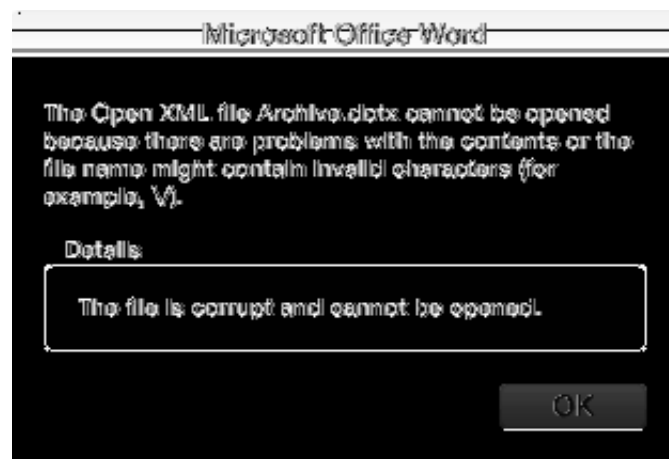 Microsoft Office Word
The Open XML file Archive.dotx cannot be opened
because there are problems with the contents or the
file name might contain invalid characters (for
example, \/).
Details
The file is corrupt and cannot be opened.
OK